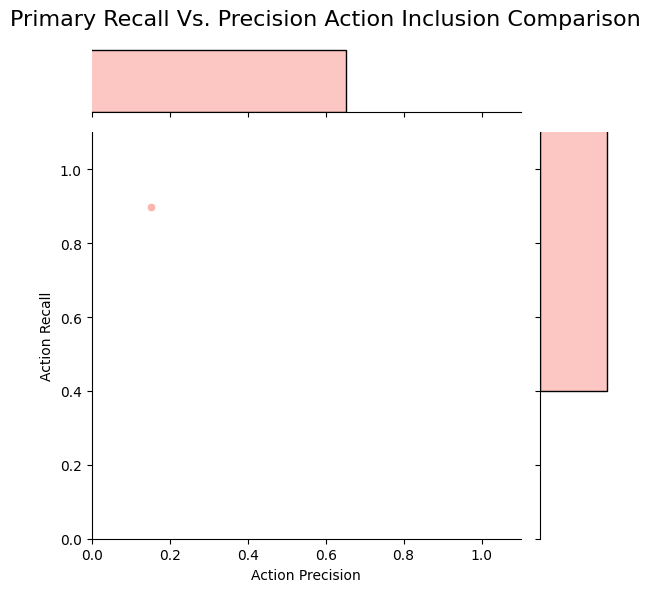 Primary Recall Vs. Precision Action Inclusion Comparison
1.0
0.8
0.6
0.4
0.2
0.0
Action Recall
0.0 0.2 0.4 0.6 0.8 1.0
Action Precision